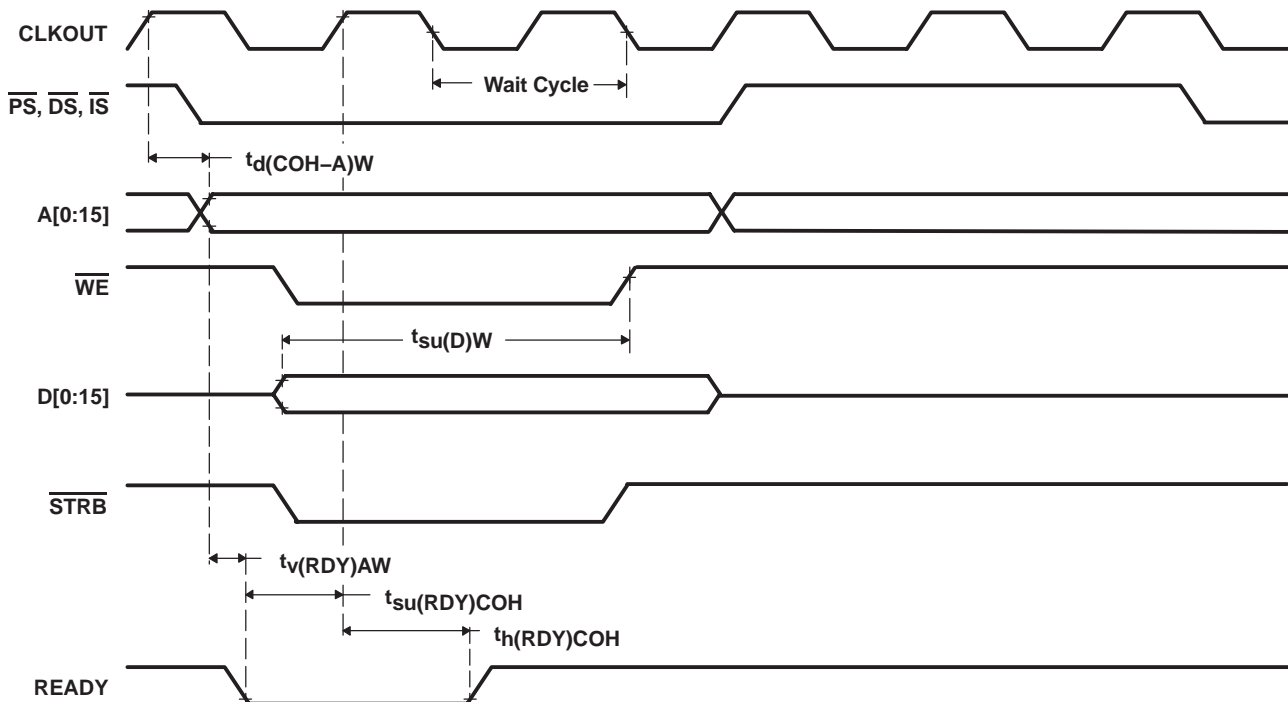 CLKOUT
Wait Cycle
PS, DS, IS
td(COH–A)W
A[0:15]
WE
tsu(D)W
D[0:15]
STRB
tv(RDY)AW
tsu(RDY)COH
th(RDY)COH
READY